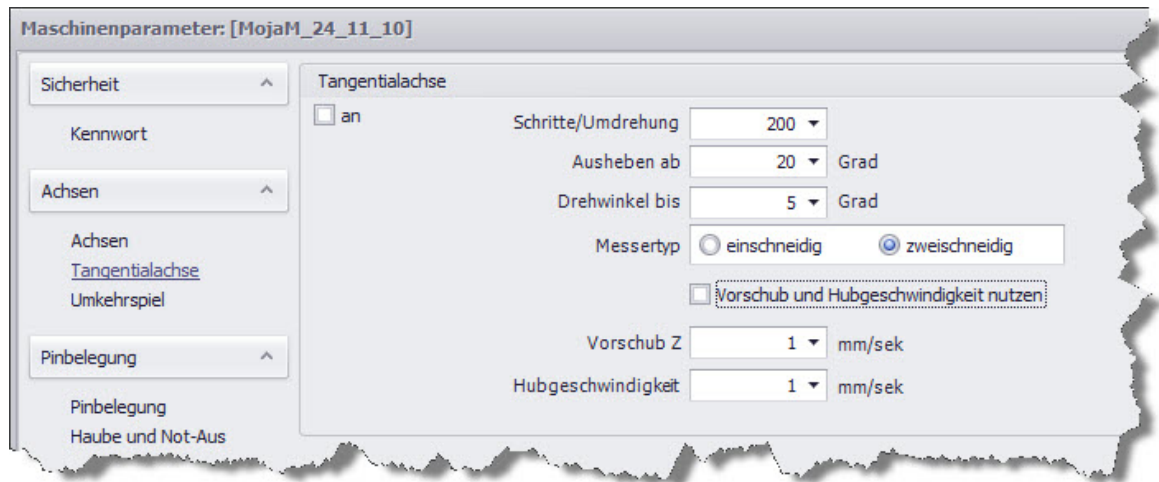 Maschinenparameter: [MojaM_24_11_10]
Sicherheit
Kennwort
Achsen
Achsen
Tangentialachse
Umkehrspiel
Pinbelegung
Pinbelegung
Haube und Not-Aus
Tangentialachse
an
Schritte/Umdrehung 200
Ausheben ab 20 Grad
Drehwinkel bis 5 Grad
Messertyp einschneidig zweischneidig
Vorschub und Hubgeschwindigkeit nutzen
Vorschub Z 1 mm/sek
Hubgeschwindigkeit 1 mm/sek